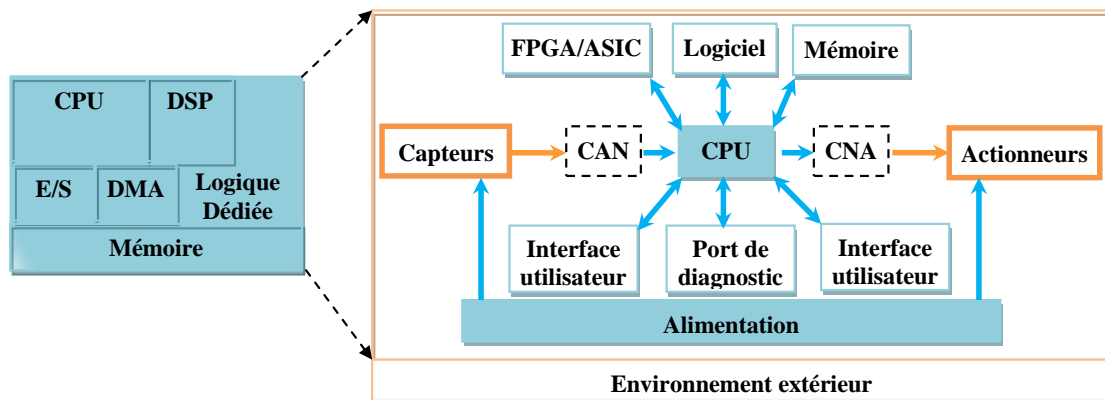 CPU
DSP
E/S
DMA
Logique
Dédiée
Mémoire
FPGA/ASIC
Logiciel
Mémoire
Capteurs
CAN
CPU
CNA
Actionneurs
Interface
utilisateur
Port de
diagnostic
Interface
utilisateur
Alimentation
Environnement extérieur